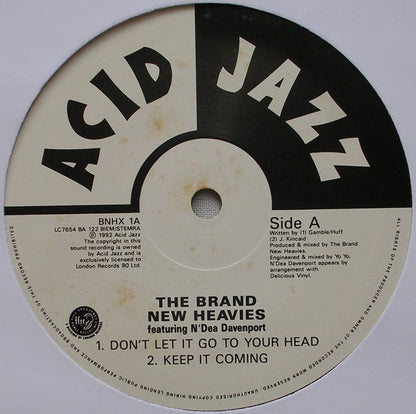 ACID JAZZ
BNHX 1A
LC7654 BA 122 BIEM/STEMRA
Ⓟ 1992 Acid Jazz
The copyright in this
sound recording is owned
by Acid Jazz and is
exclusively licensed to
London Records 90 Ltd.
Side A
Written by (1) Gamble/Huff
(2) J. Kincaid
Produced & mixed by The Brand
New Heavies.
Engineered & mixed by Yo Yo.
N'Dea Davenport appears by
arrangement with
Delicious Vinyl.
THE BRAND
NEW HEAVIES
featuring N'Dea Davenport
1. DON'T LET IT GO TO YOUR HEAD
2. KEEP IT COMING
ffrr
ALL RIGHTS OF THE PRODUCER AND OWNER OF THE RECORDED WORK RESERVED UNAUTHORISED COPYING HIRING LENDING PUBLIC PERFORMANCE AND BROADCASTING OF THIS RECORD PROHIBITED